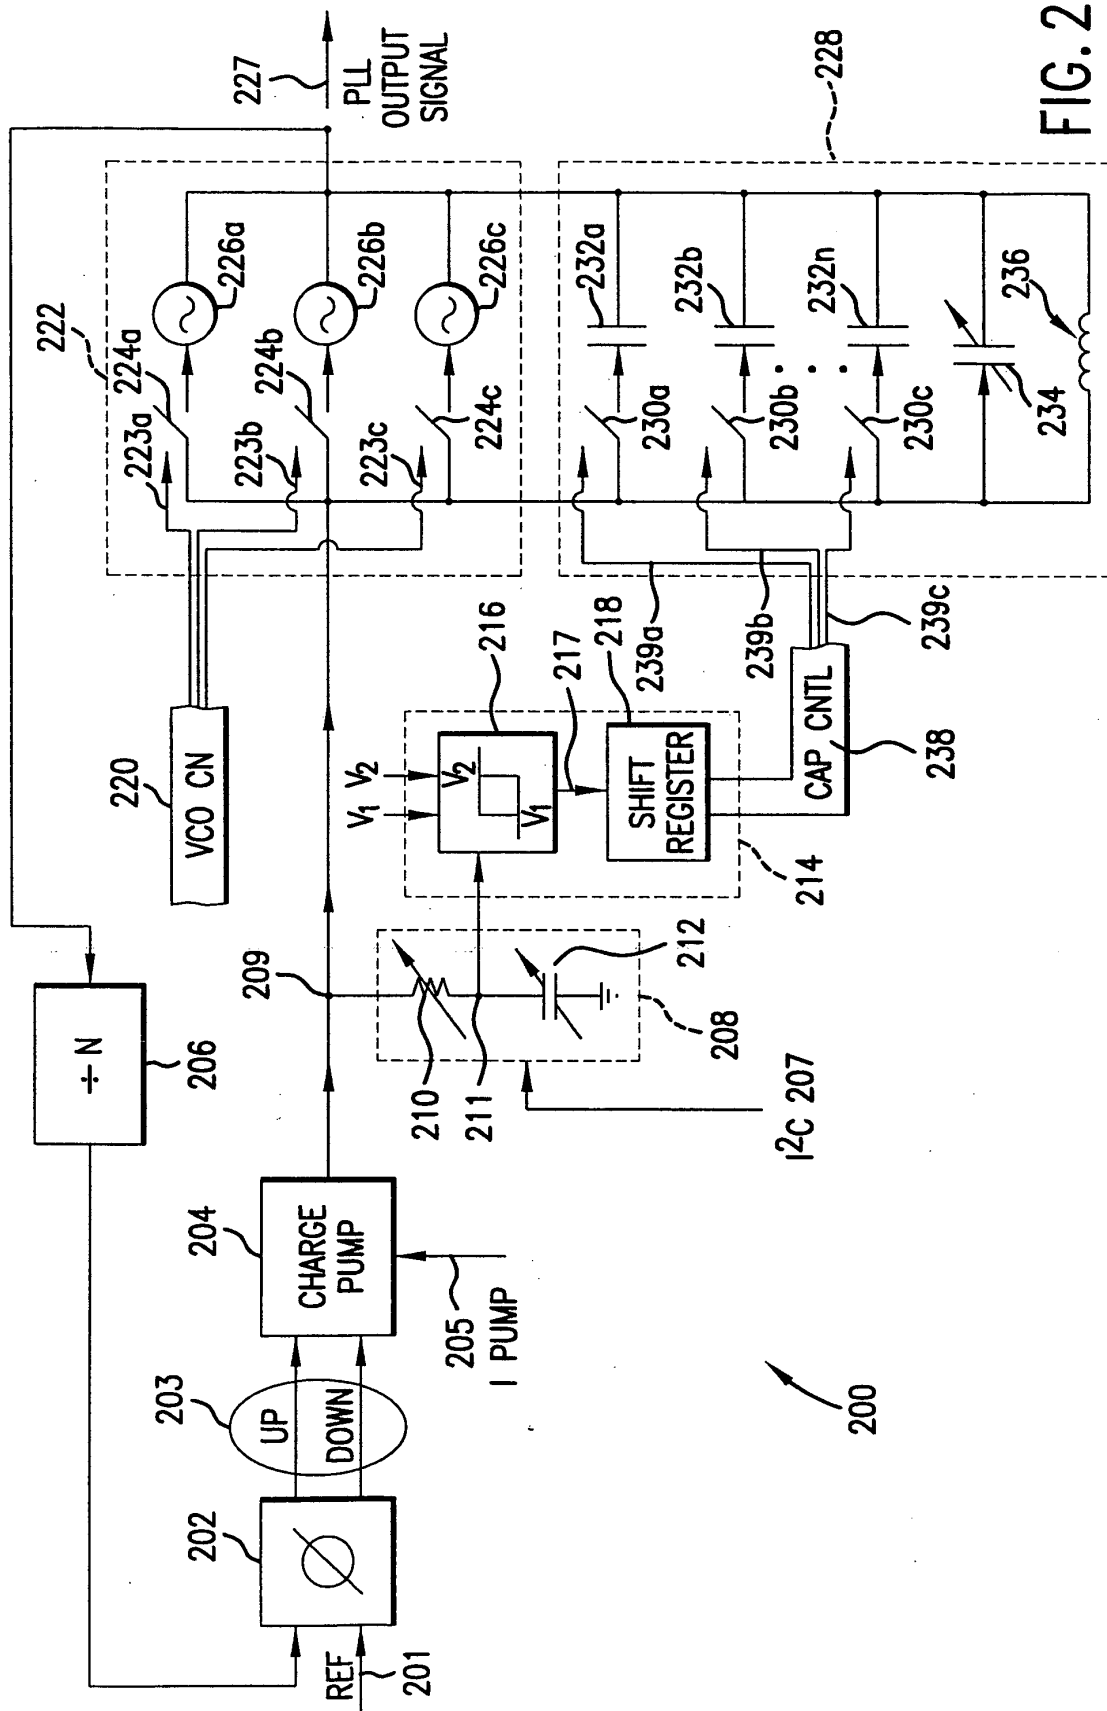 FIG. 2
200
REF
201
202
203
UP
DOWN
204
CHARGE
PUMP
205
I PUMP
206
÷ N
I²C 207
208
209
210
211
212
214
V₁
V₂
216
V₂
V₁
217
218
SHIFT
REGISTER
220
VCO CN
222
223a
224a
226a
223b
224b
226b
223c
224c
226c
227
PLL
OUTPUT
SIGNAL
228
230a
232a
230b
232b
230c
232n
234
236
CAP CNTL
238
239a
239b
239c